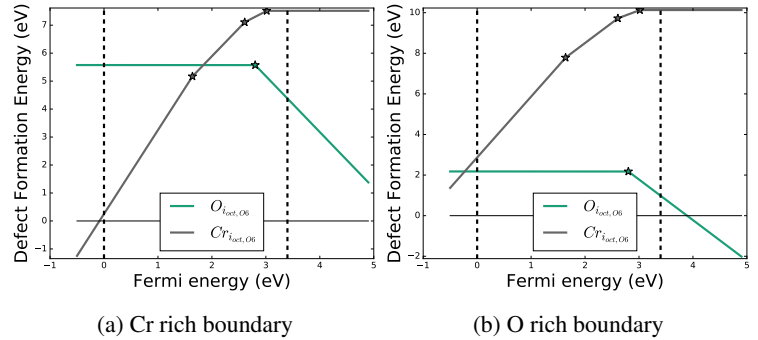 Defect Formation Energy (eV)
7
6
5
4
3
2
1
0
−1
O_{i_{oct,O6}}
Cr_{i_{oct,O6}}
−1 0 1 2 3 4 5
Fermi energy (eV)
(a) Cr rich boundary
Defect Formation Energy (eV)
10
8
6
4
2
0
−2
O_{i_{oct,O6}}
Cr_{i_{oct,O6}}
−1 0 1 2 3 4 5
Fermi energy (eV)
(b) O rich boundary